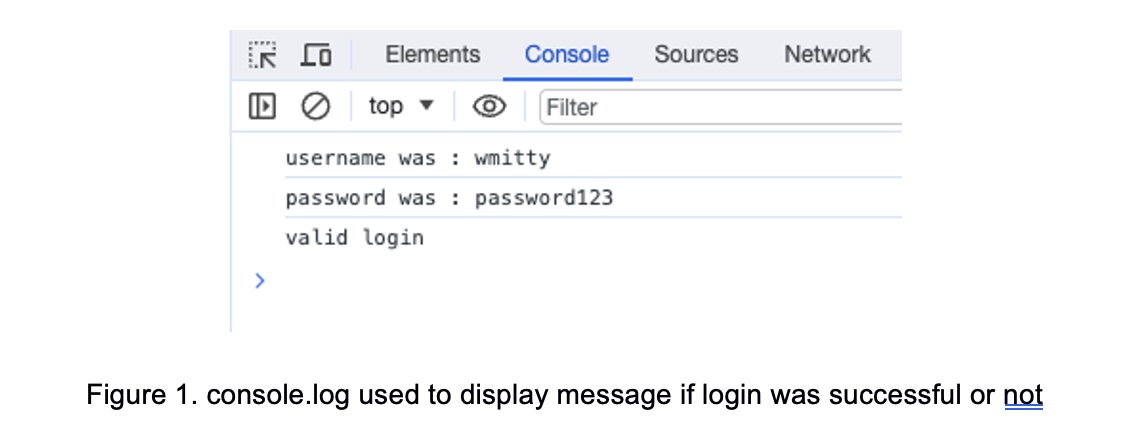 Elements Console Sources Network
top Filter
username was : wmitty
password was : password123
valid login
Figure 1. console.log used to display message if login was successful or not